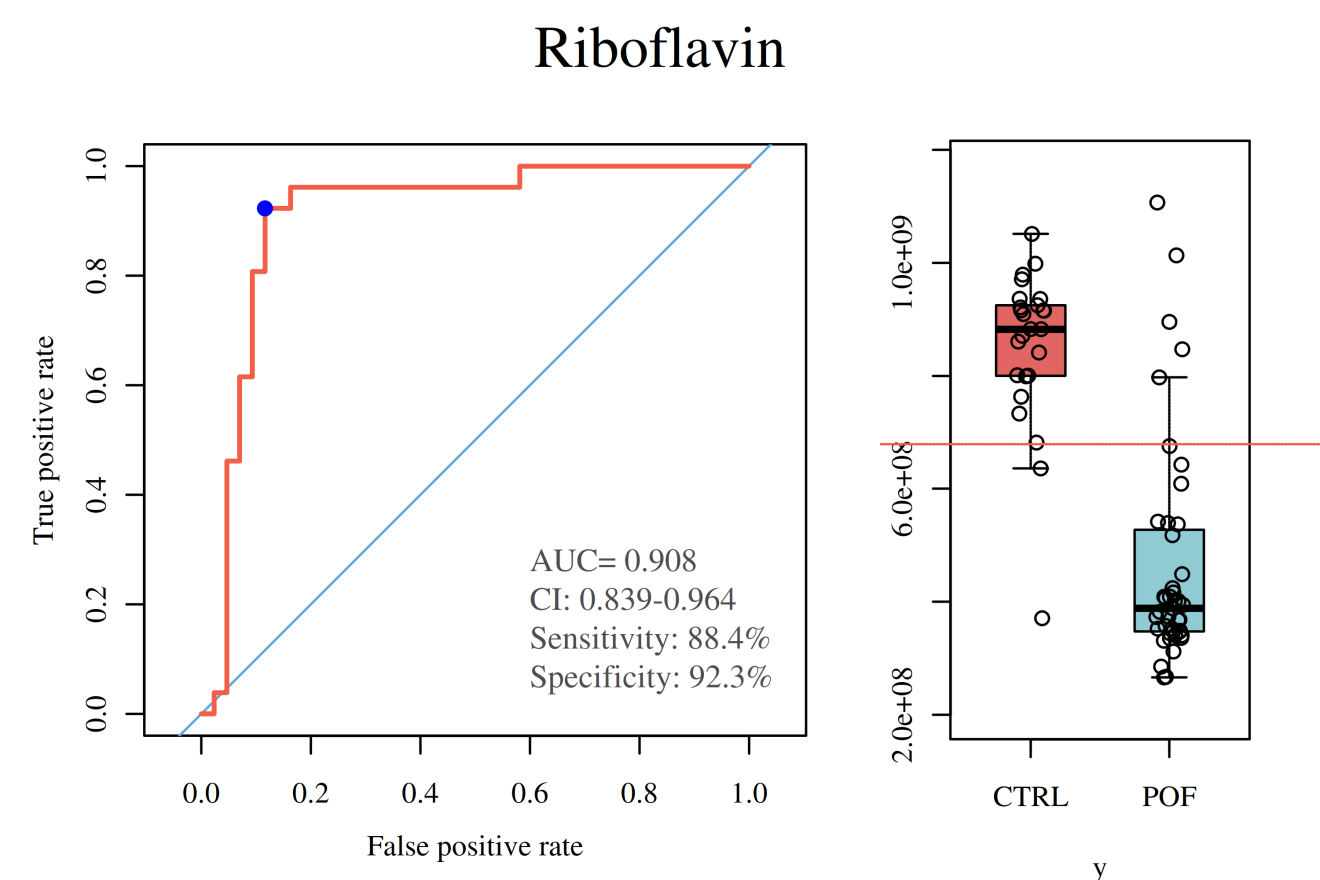 Riboflavin
True positive rate
1.0
0.8
0.6
0.4
0.2
0.0
AUC= 0.908
CI: 0.839-0.964
Sensitivity: 88.4%
Specificity: 92.3%
0.0 0.2 0.4 0.6 0.8 1.0
False positive rate
1.0e+09
6.0e+08
2.0e+08
CTRL POF
y